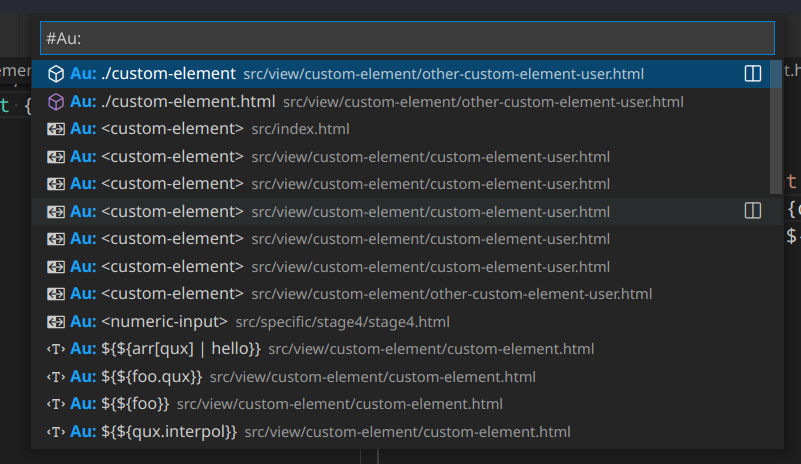 #Au:
Au: ./custom-element src/view/custom-element/other-custom-element-user.html
Au: ./custom-element.html src/view/custom-element/other-custom-element-user.html
Au: <custom-element> src/index.html
Au: <custom-element> src/view/custom-element/custom-element-user.html
Au: <custom-element> src/view/custom-element/custom-element-user.html
Au: <custom-element> src/view/custom-element/custom-element-user.html
Au: <custom-element> src/view/custom-element/custom-element-user.html
Au: <custom-element> src/view/custom-element/custom-element-user.html
Au: <custom-element> src/view/custom-element/other-custom-element-user.html
Au: <numeric-input> src/specific/stage4/stage4.html
Au: ${${arr[qux] | hello}} src/view/custom-element/custom-element.html
Au: ${${foo.qux}} src/view/custom-element/custom-element.html
Au: ${${foo}} src/view/custom-element/custom-element.html
Au: ${${qux.interpol}} src/view/custom-element/custom-element.html